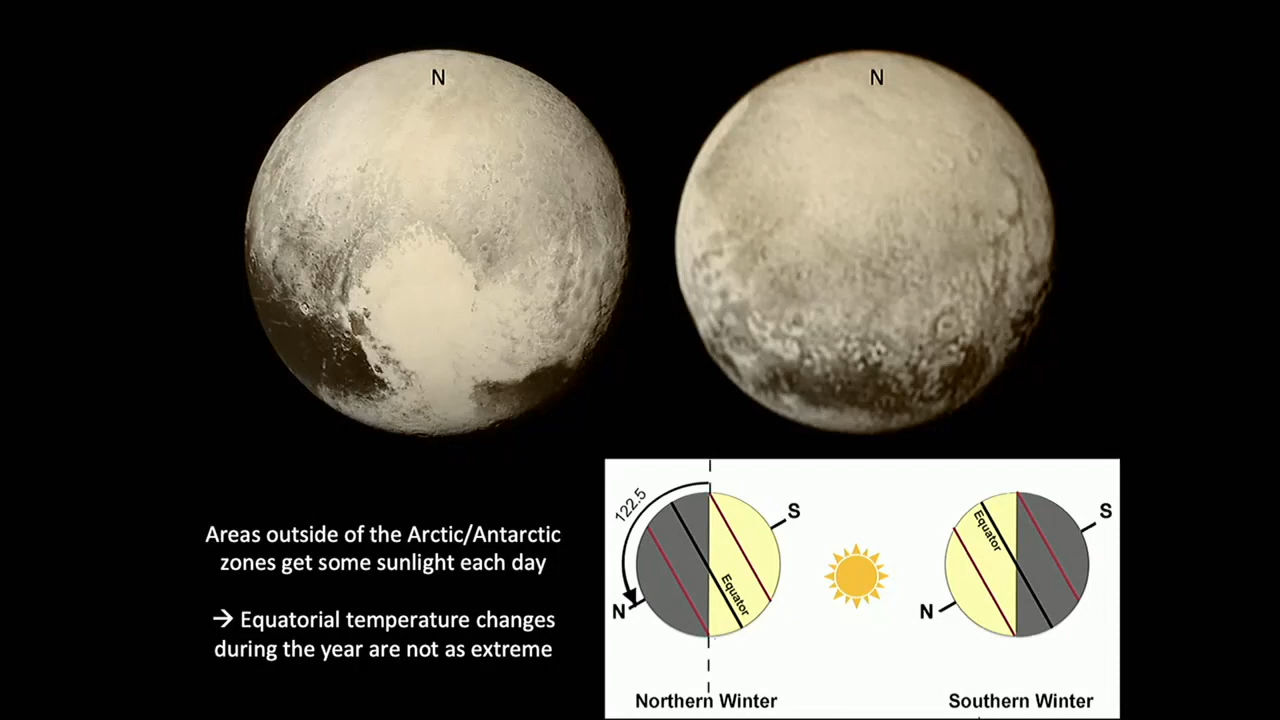 N
N
Areas outside of the Arctic/Antarctic
zones get some sunlight each day
→ Equatorial temperature changes
during the year are not as extreme
122.5
S
Equator
N
Northern Winter
S
Equator
N
Southern Winter